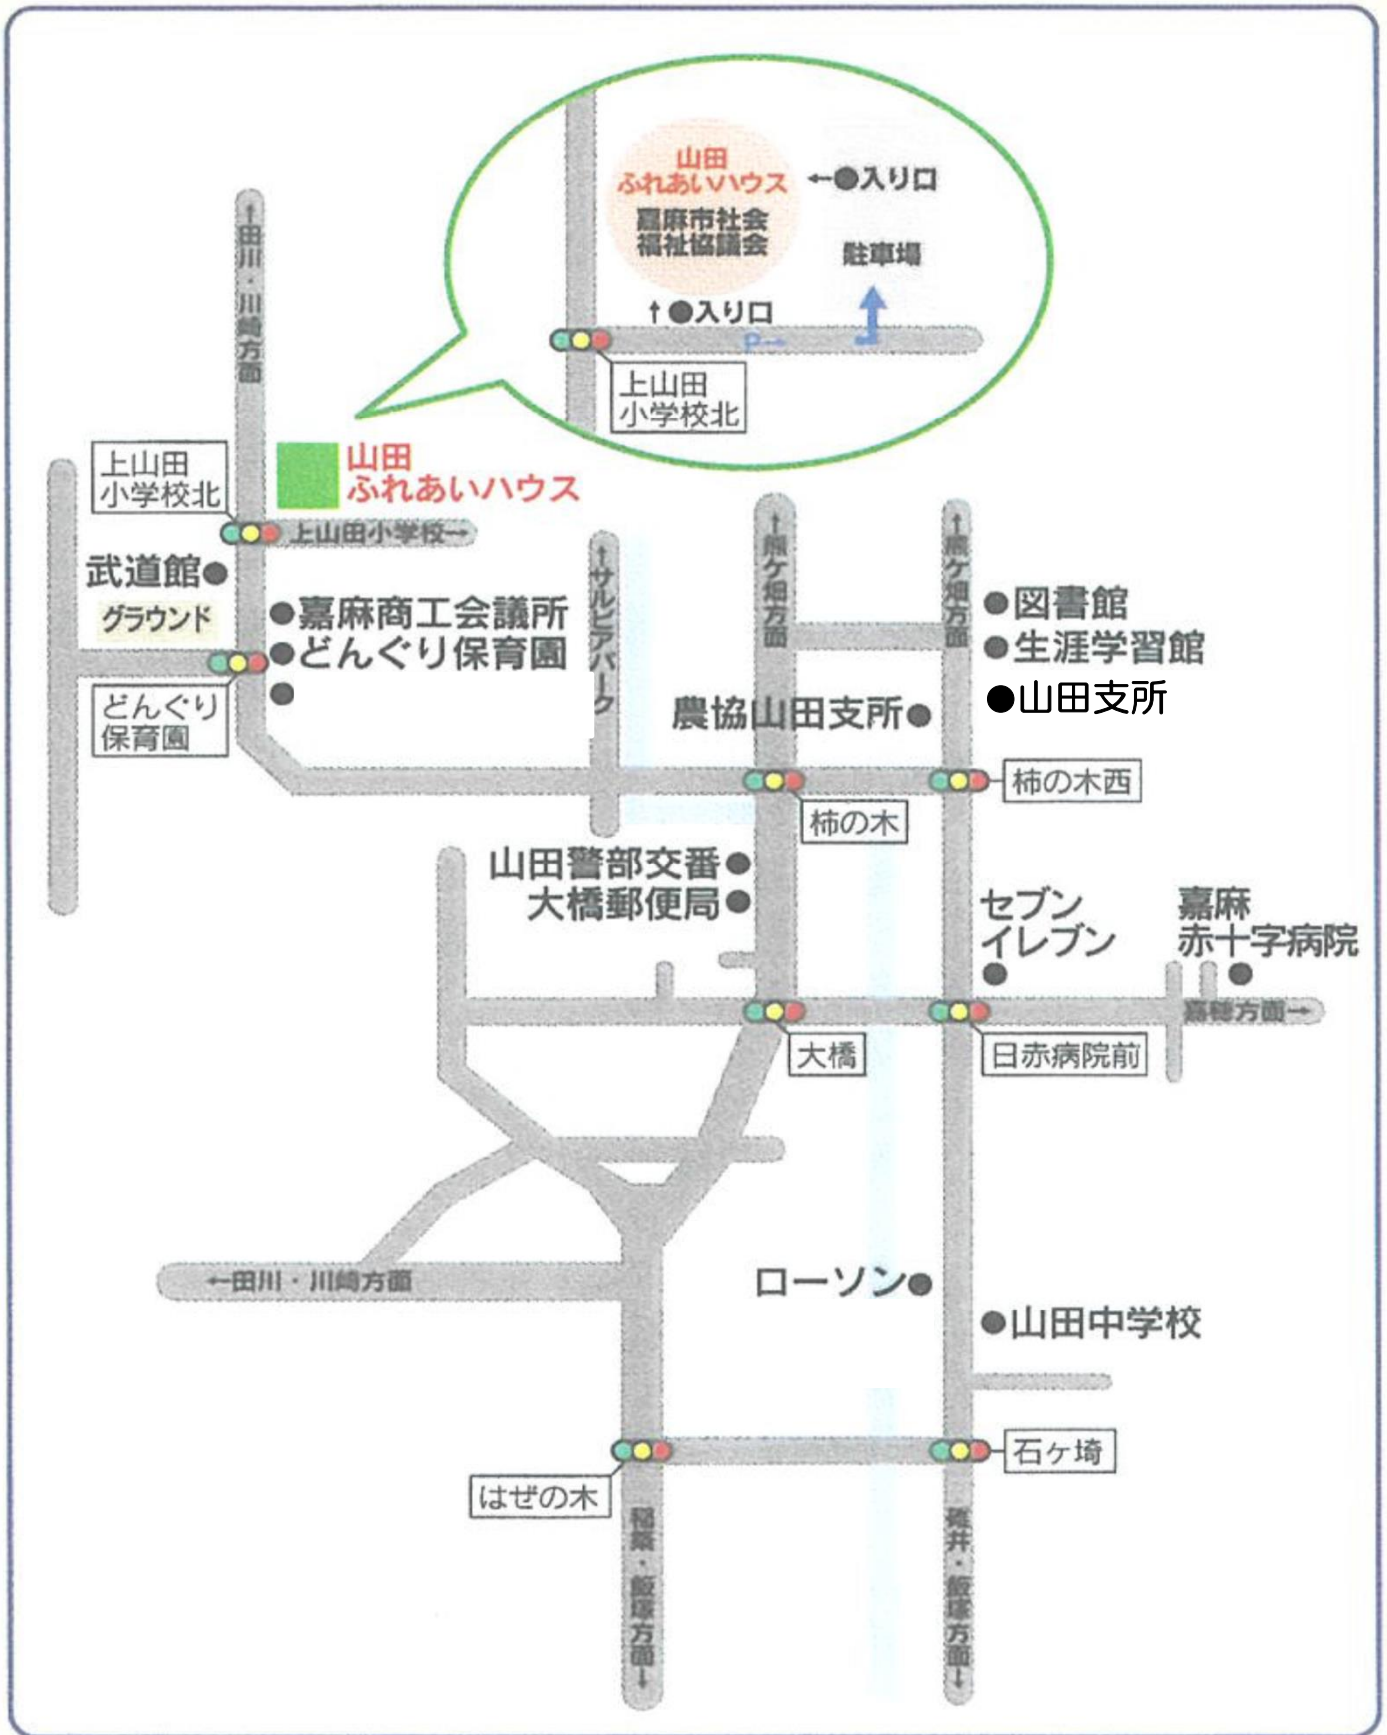 山田
ふれあいハウス
←●入り口
嘉麻市社会
福祉協議会
駐車場
↑●入り口
P→
上山田
小学校北
↑田川・川崎方面
上山田
小学校北
山田
ふれあいハウス
上山田小学校→
武道館●
グラウンド
●嘉麻商工会議所
●どんぐり保育園
●
どんぐり
保育園
↑サルビアパーク
↑熊ケ畑方面
↑熊ケ畑方面
●図書館
●生涯学習館
●山田支所
農協山田支所●
柿の木西
柿の木
山田警部交番●
大橋郵便局●
セブン
イレブン
●
嘉麻
赤十字病院
●
嘉穂方面→
大橋
日赤病院前
←田川・川崎方面
ローソン●
●山田中学校
石ヶ埼
はぜの木
稲築・飯塚方面→
碓井・飯塚方面→